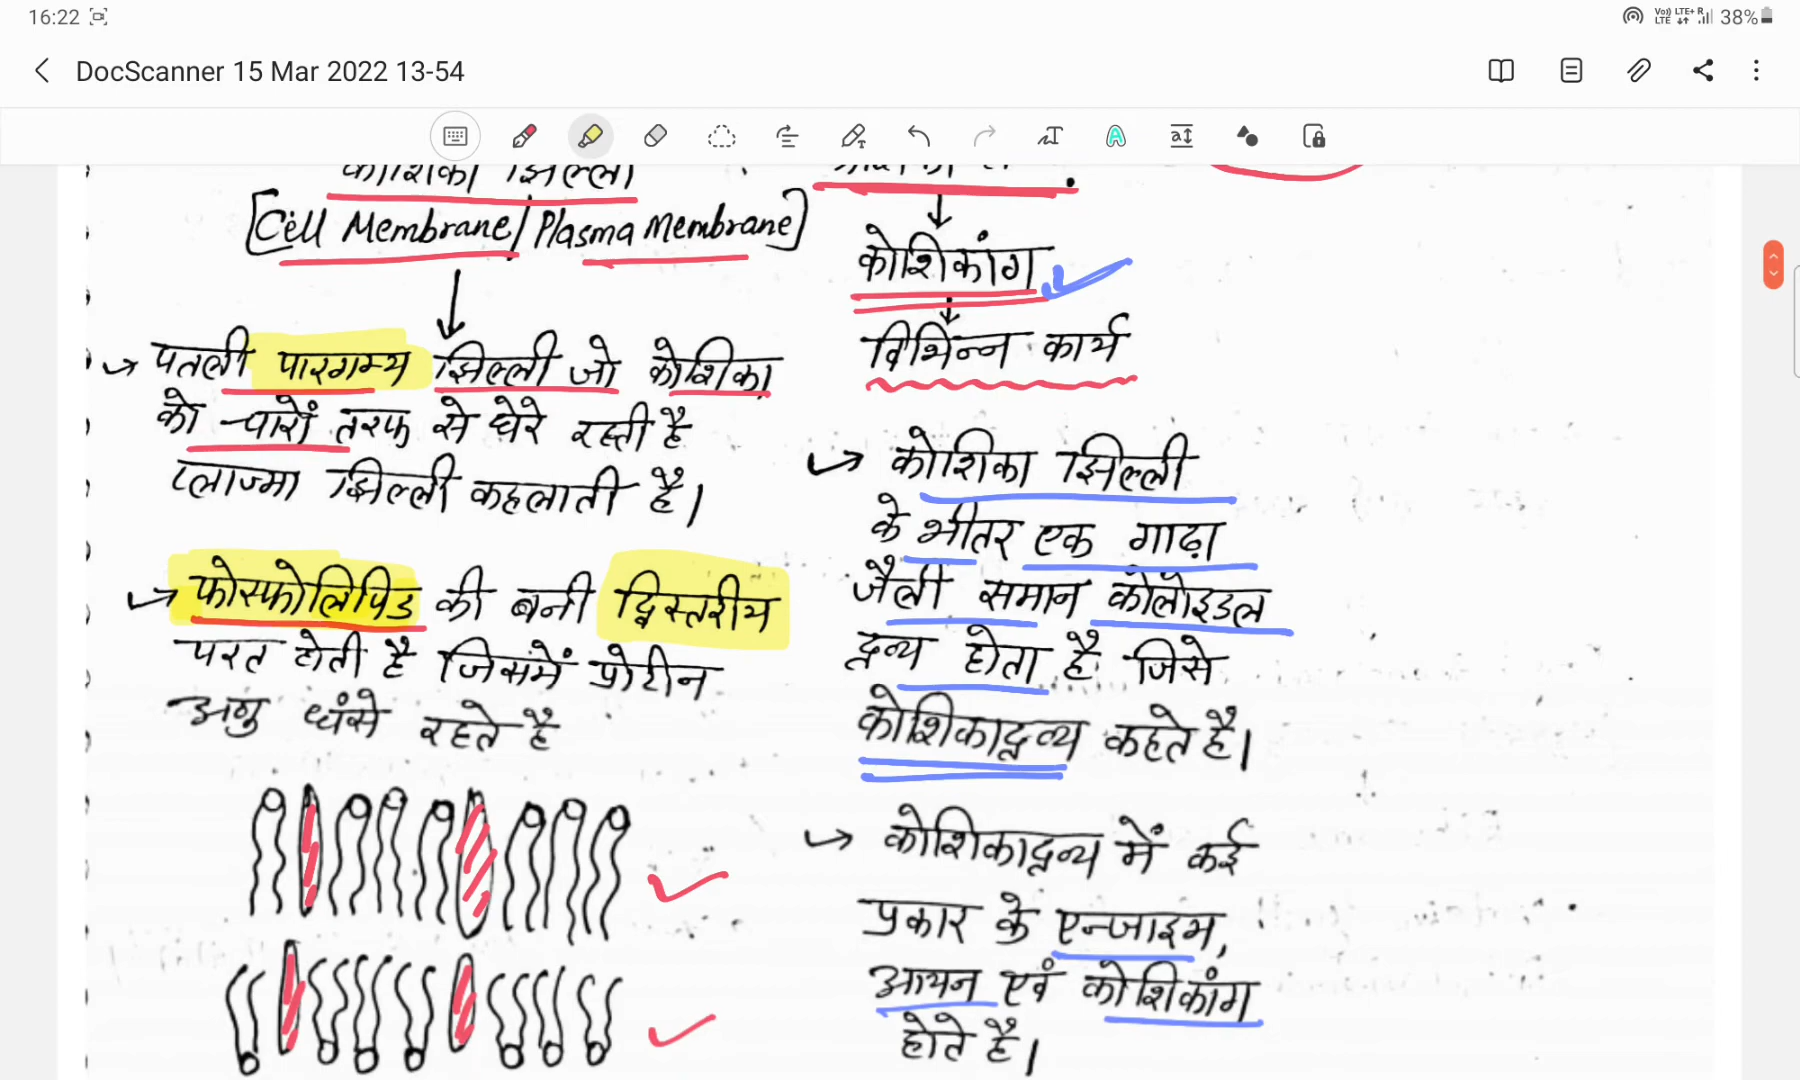 16:22
38%
DocScanner 15 Mar 2022 13-54
कोशिका झिल्ली
[Cell Membrane/Plasma Membrane]
पतली पारगम्य झिल्ली जो कोशिका
को चारों तरफ से घेरे रहती है
प्लाज्मा झिल्ली कहलाती है।
फोस्फोलिपिड की बनी द्विस्तरीय
परत होती है जिसमें प्रोटीन
अणु धंसे रहते है
कोशिकांग
विभिन्न कार्य
कोशिका झिल्ली
के भीतर एक गाढ़ा
जैली समान कोलोइडल
द्रव्य होता है जिसे
कोशिकाद्रव्य कहते है।
कोशिकाद्रव्य में कई
प्रकार के एन्जाइम,
आयन एवं कोशिकांग
होते है।